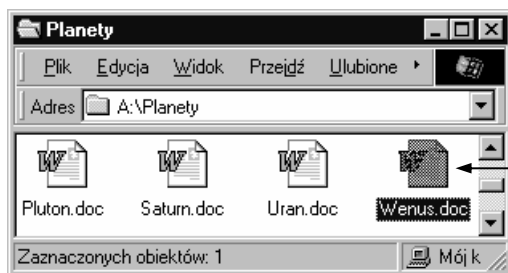 Planety
Plik Edycja Widok Przejdź Ulubione
Adres A:\Planety
Pluton.doc Saturn.doc Uran.doc Wenus.doc
Zaznaczonych obiektów: 1 Mój k